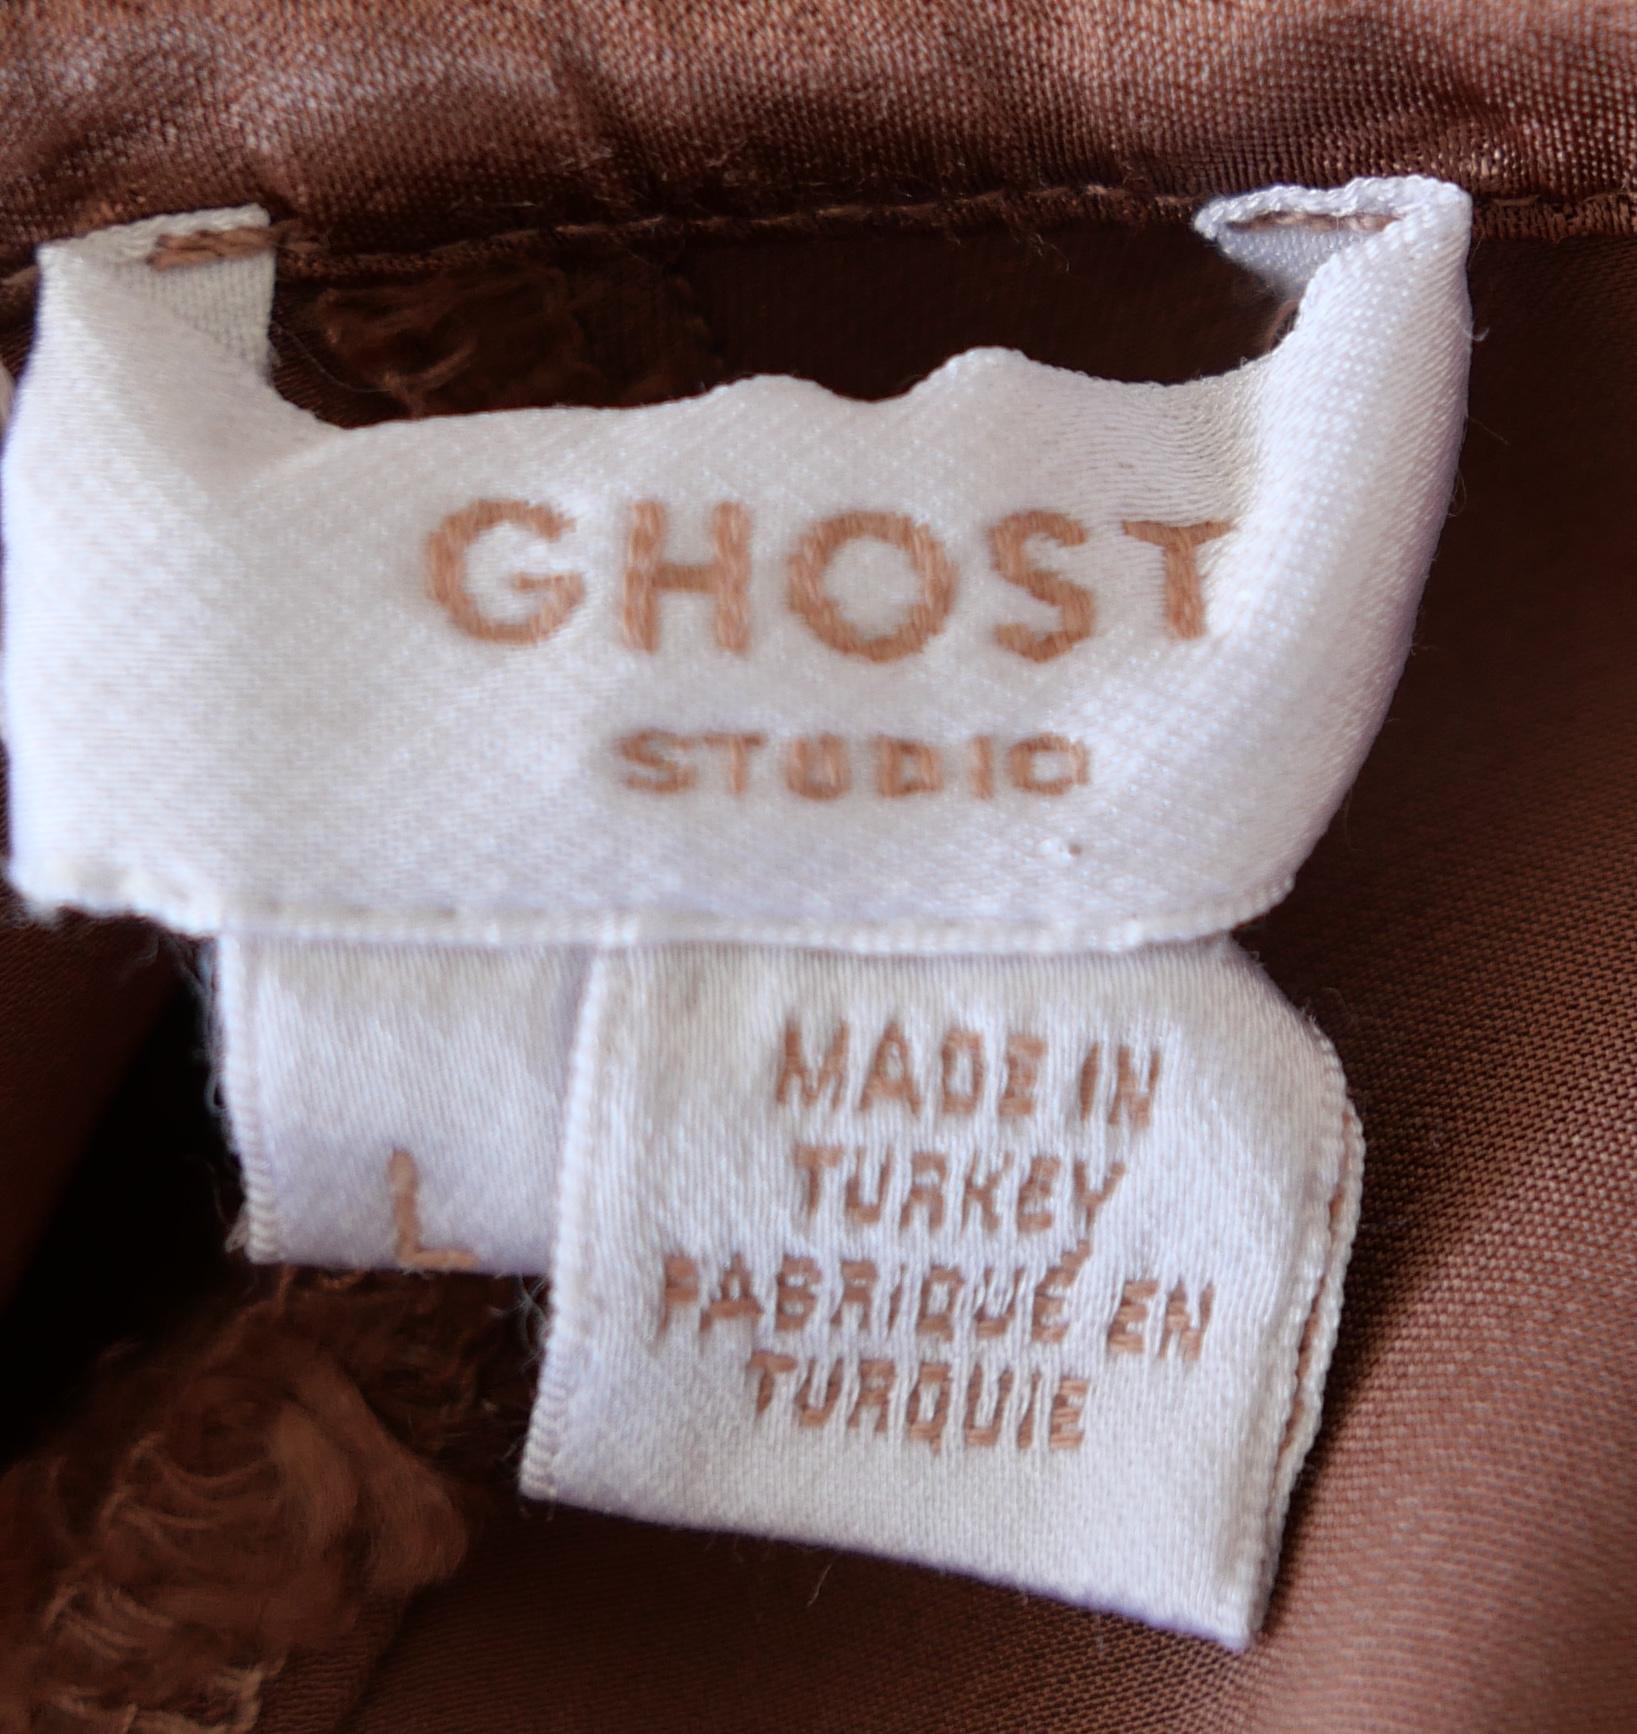 GHOST
STUDIO
L
MADE IN
TURKEY
FABRIQUÉ EN
TURQUIE